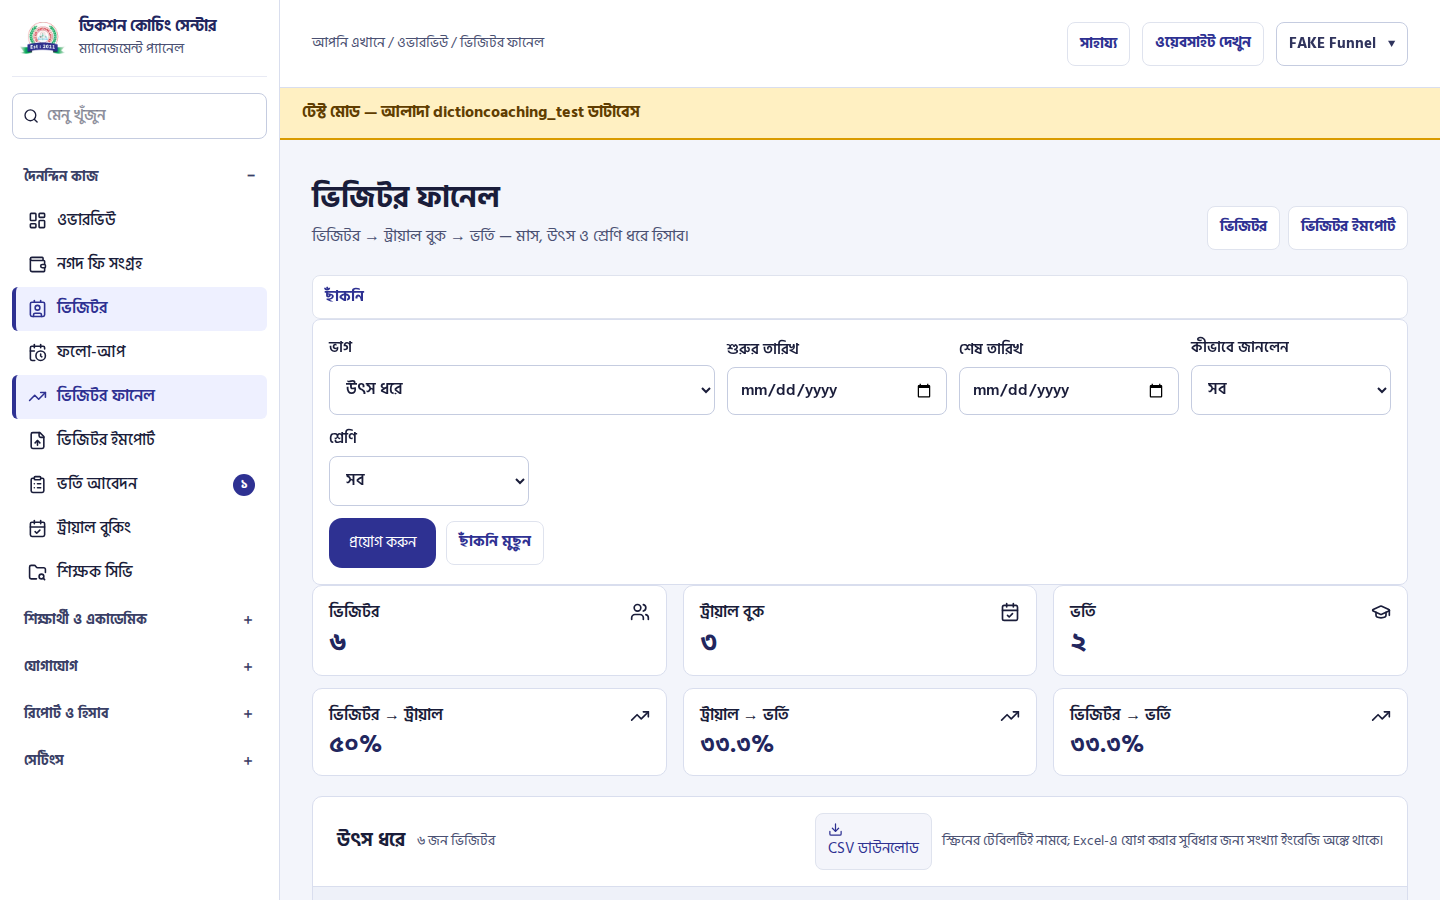 ডিকশন কোচিং সেন্টার
ম্যানেজমেন্ট প্যানেল
Est : 2011
মেনু খুঁজুন
দৈনন্দিন কাজ −
ওভারভিউ
নগদ ফি সংগ্রহ
ভিজিটর
ফলো-আপ
ভিজিটর ফানেল
ভিজিটর ইমপোর্ট
ভর্তি আবেদন ১
ট্রায়াল বুকিং
শিক্ষক সিভি
শিক্ষার্থী ও একাডেমিক +
যোগাযোগ +
রিপোর্ট ও হিসাব +
সেটিংস +
আপনি এখানে / ওভারভিউ / ভিজিটর ফানেল
সাহায্য
ওয়েবসাইট দেখুন
FAKE Funnel ▾
টেস্ট মোড — আলাদা dictioncoaching_test ডাটাবেস
ভিজিটর ফানেল
ভিজিটর → ট্রায়াল বুক → ভর্তি — মাস, উৎস ও শ্রেণি ধরে হিসাব।
ভিজিটর
ভিজিটর ইমপোর্ট
ছাঁকনি
ভাগ
উৎস ধরে
শুরুর তারিখ
mm/dd/yyyy
শেষ তারিখ
mm/dd/yyyy
কীভাবে জানলেন
সব
শ্রেণি
সব
প্রয়োগ করুন
ছাঁকনি মুছুন
ভিজিটর
৬
ট্রায়াল বুক
৩
ভর্তি
২
ভিজিটর → ট্রায়াল
৫০%
ট্রায়াল → ভর্তি
৩৩.৩%
ভিজিটর → ভর্তি
৩৩.৩%
উৎস ধরে ৬ জন ভিজিটর
CSV ডাউনলোড
স্ক্রিনের টেবিলটিই নামবে; Excel-এ যোগ করার সুবিধার জন্য সংখ্যা ইংরেজি অঙ্কে থাকে।